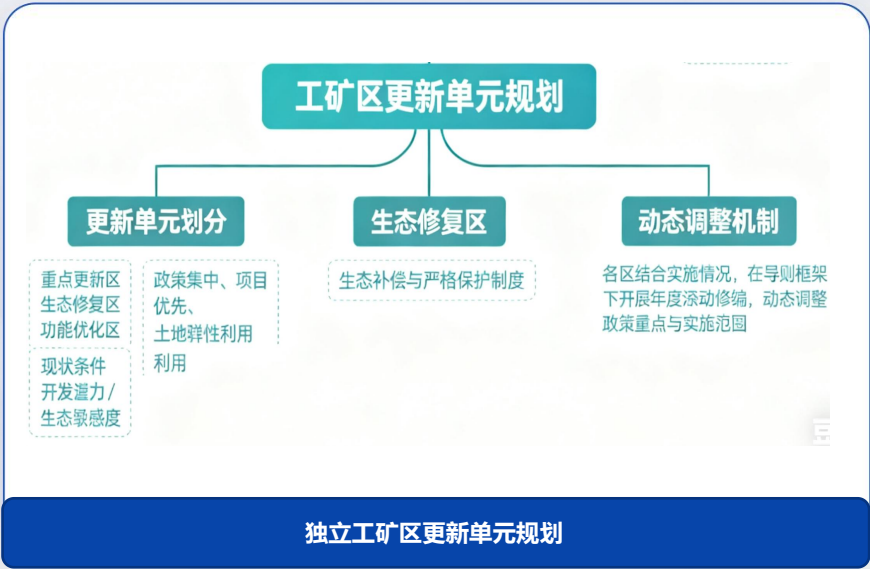 工矿区更新单元规划
更新单元划分
生态修复区
动态调整机制
重点更新区
生态修复区
功能优化区
现状条件
开发潜力/
生态敏感度
政策集中、项目
优先、
土地弹性利用
利用
生态补偿与严格保护制度
各区结合实施情况，在导则框架
下开展年度滚动修编，动态调整
政策重点与实施范围
独立工矿区更新单元规划